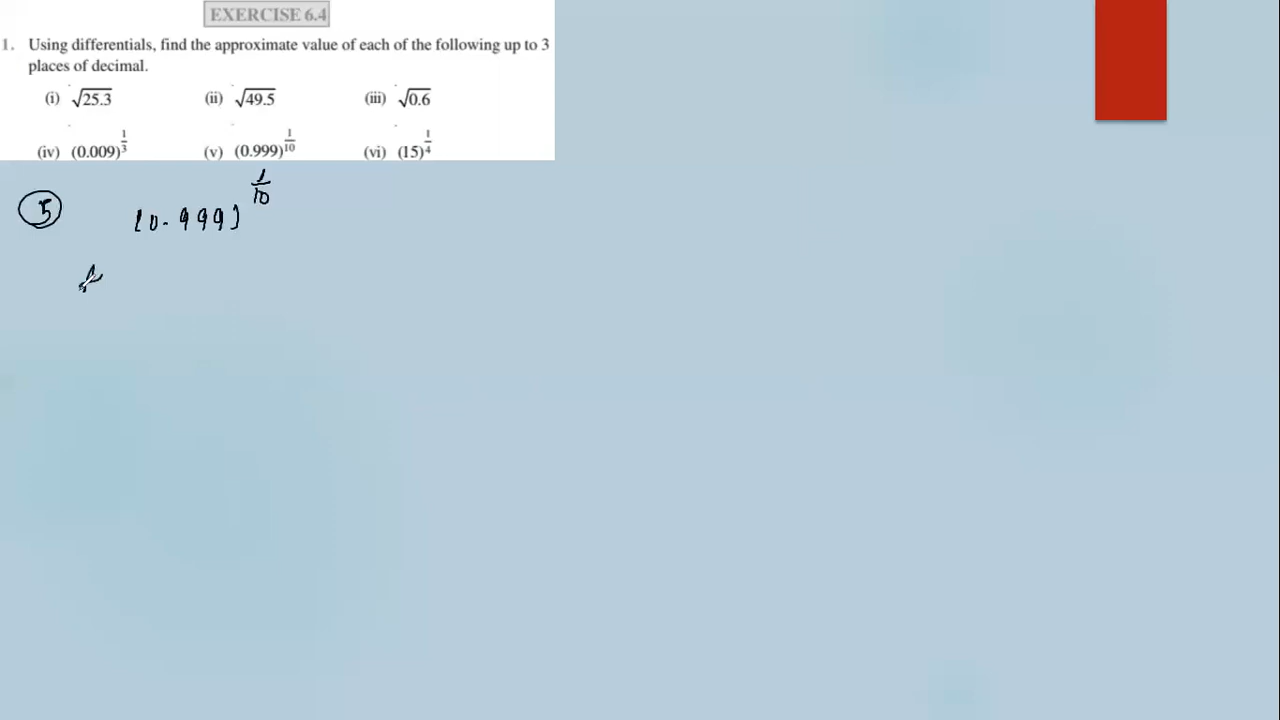 EXERCISE 6.4
1. Using differentials, find the approximate value of each of the following up to 3
places of decimal.
(i) √25.3 (ii) √49.5 (iii) √0.6
(iv) (0.009)^(1/3) (v) (0.999)^(1/10) (vi) (15)^(1/4)
5 (0.999)^(1/10)